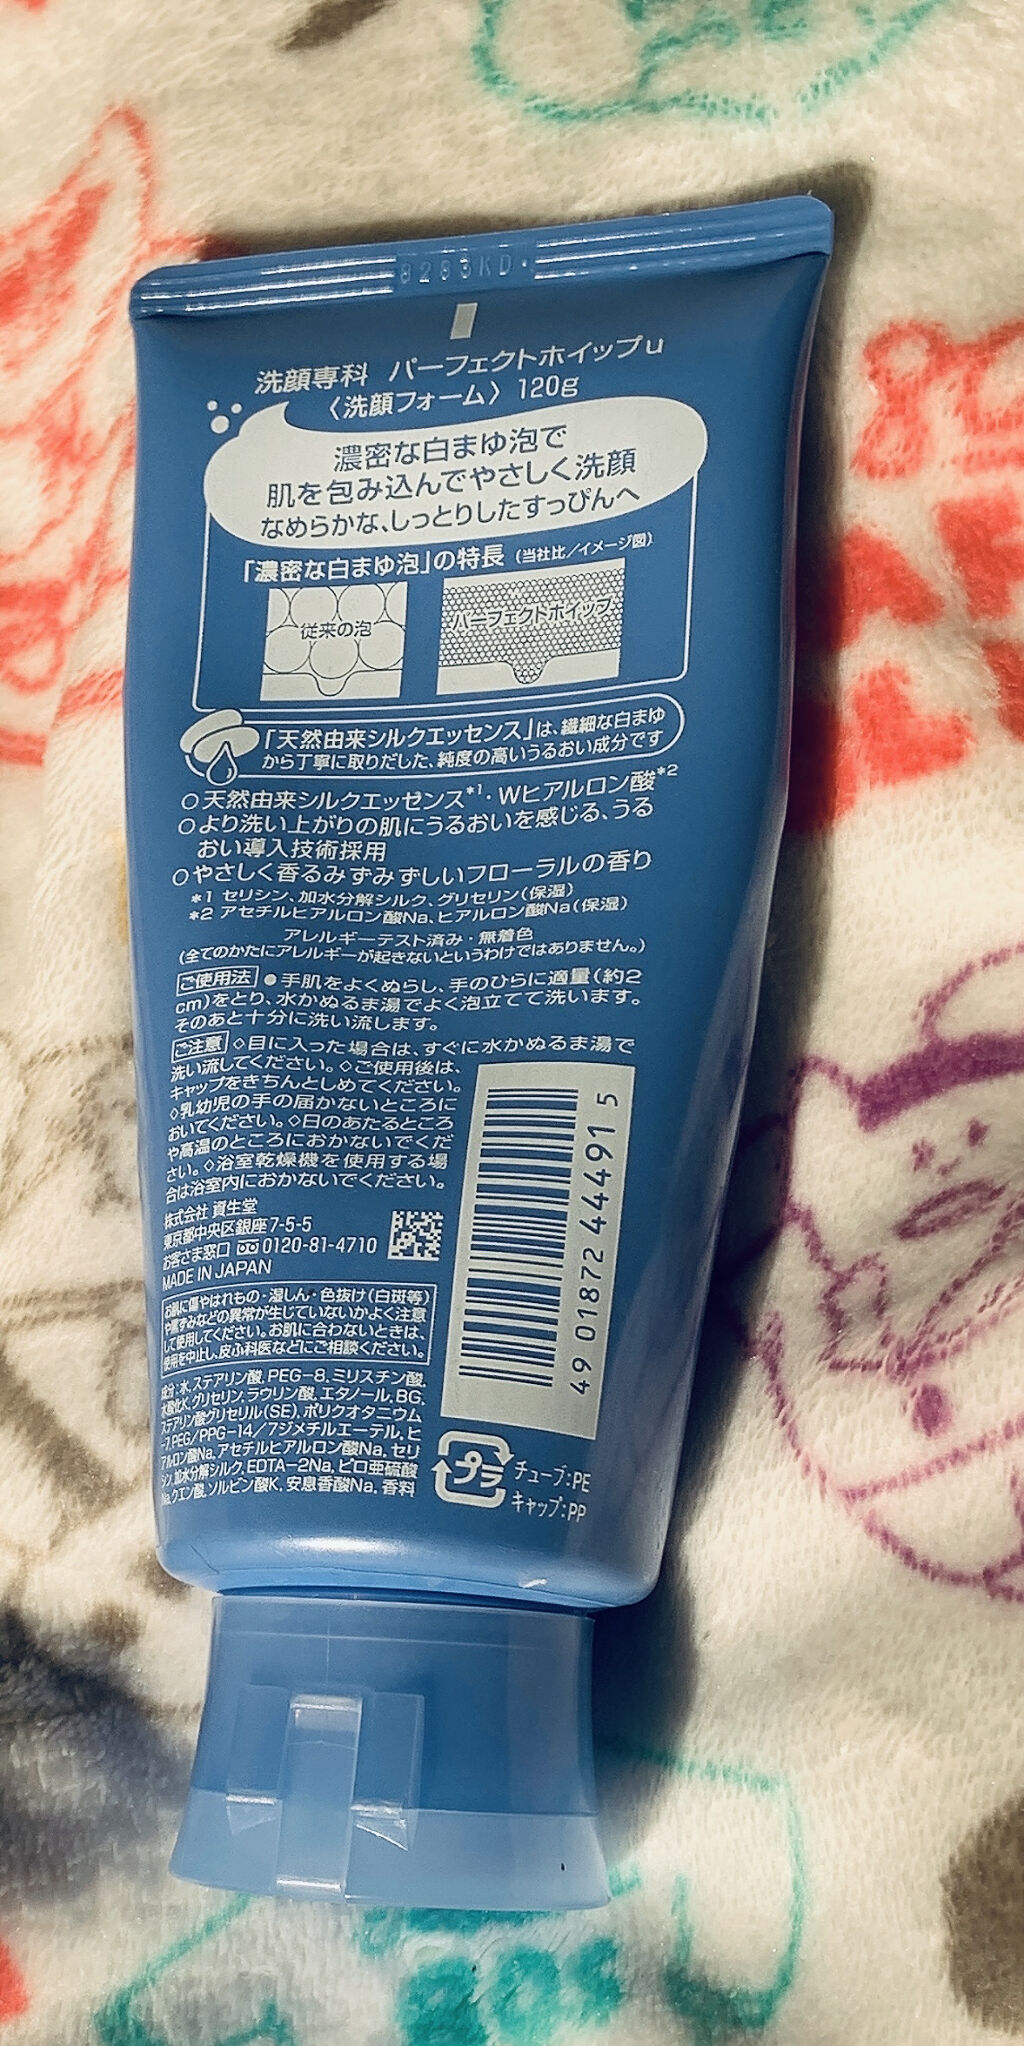 8283KD
洗顔専科 パーフェクトホイップu
〈洗顔フォーム〉 120g
濃密な白まゆ泡で
肌を包み込んでやさしく洗顔
なめらかな、しっとりしたすっぴんへ
「濃密な白まゆ泡」の特長 (当社比/イメージ図)
従来の泡
パーフェクトホイップ
「天然由来シルクエッセンス」は、繊細な白まゆ
から丁寧に取りだした、純度の高いうるおい成分です
○天然由来シルクエッセンス*1・Wヒアルロン酸*2
○より洗い上がりの肌にうるおいを感じる、うる
おい導入技術採用
○やさしく香るみずみずしいフローラルの香り
*1 セリシン、加水分解シルク、グリセリン(保湿)
*2 アセチルヒアルロン酸Na、ヒアルロン酸Na(保湿)
アレルギーテスト済み・無着色
(全てのかたにアレルギーが起きないというわけではありません。)
ご使用法 ●手肌をよくぬらし、手のひらに適量(約2
cm)をとり、水かぬるま湯でよく泡立てて洗います。
そのあと十分に洗い流します。
ご注意 ◇目に入った場合は、すぐに水かぬるま湯で
洗い流してください。◇ご使用後は、
キャップをきちんとしめてください。
◇乳幼児の手の届かないところに
おいてください。◇日のあたるところ
や高温のところにおかないでくだ
さい。◇浴室乾燥機を使用する場
合は浴室内におかないでください。
株式会社 資生堂
東京都中央区銀座7-5-5
お客さま窓口 0120-81-4710
MADE IN JAPAN
お肌に傷やはれもの・湿しん・色抜け(白斑等)
や黒ずみなどの異常が生じていないかよく注意
して使用してください。お肌に合わないときは、
使用を中止し、皮ふ科医などにご相談ください。
成分:水、ステアリン酸、PEG-8、ミリスチン酸、
水酸化K、グリセリン、ラウリン酸、エタノール、BG、
ステアリン酸グリセリル(SE)、ポリクオタニウム
-7、PEG/PPG-14/7ジメチルエーテル、ヒ
アルロン酸Na、アセチルヒアルロン酸Na、セリ
シン、加水分解シルク、EDTA-2Na、ピロ亜硫酸
Na、クエン酸、ソルビン酸K、安息香酸Na、香料
4901872444915
プラ
チューブ:PE
キャップ:PP